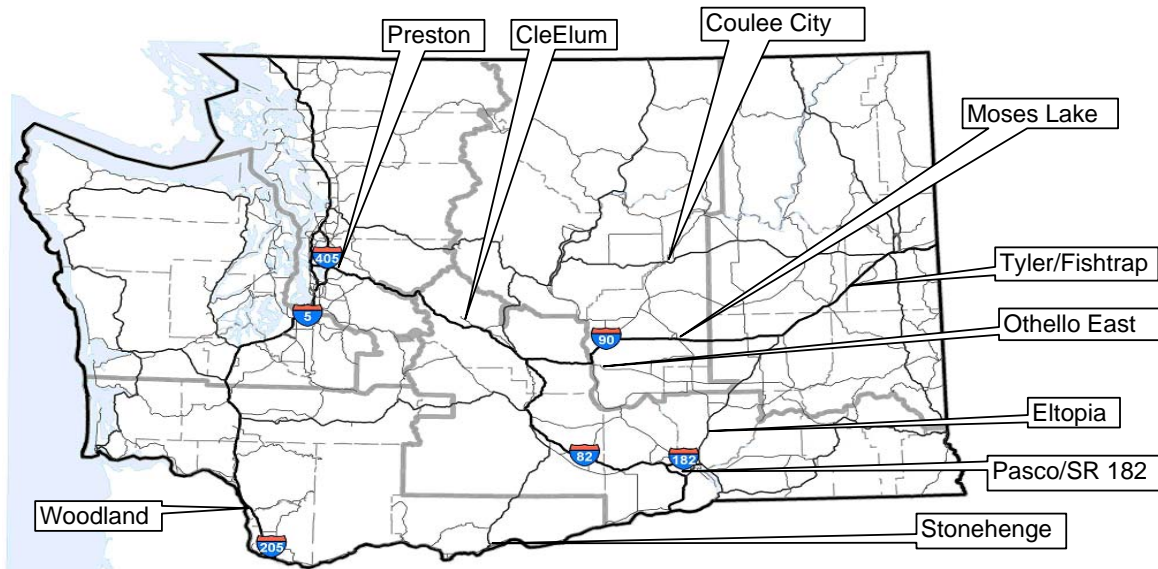 Preston
CleElum
Coulee City
Moses Lake
405
Tyler/Fishtrap
5
Othello East
90
Eltopia
82
182
Pasco/SR 182
Woodland
205
Stonehenge